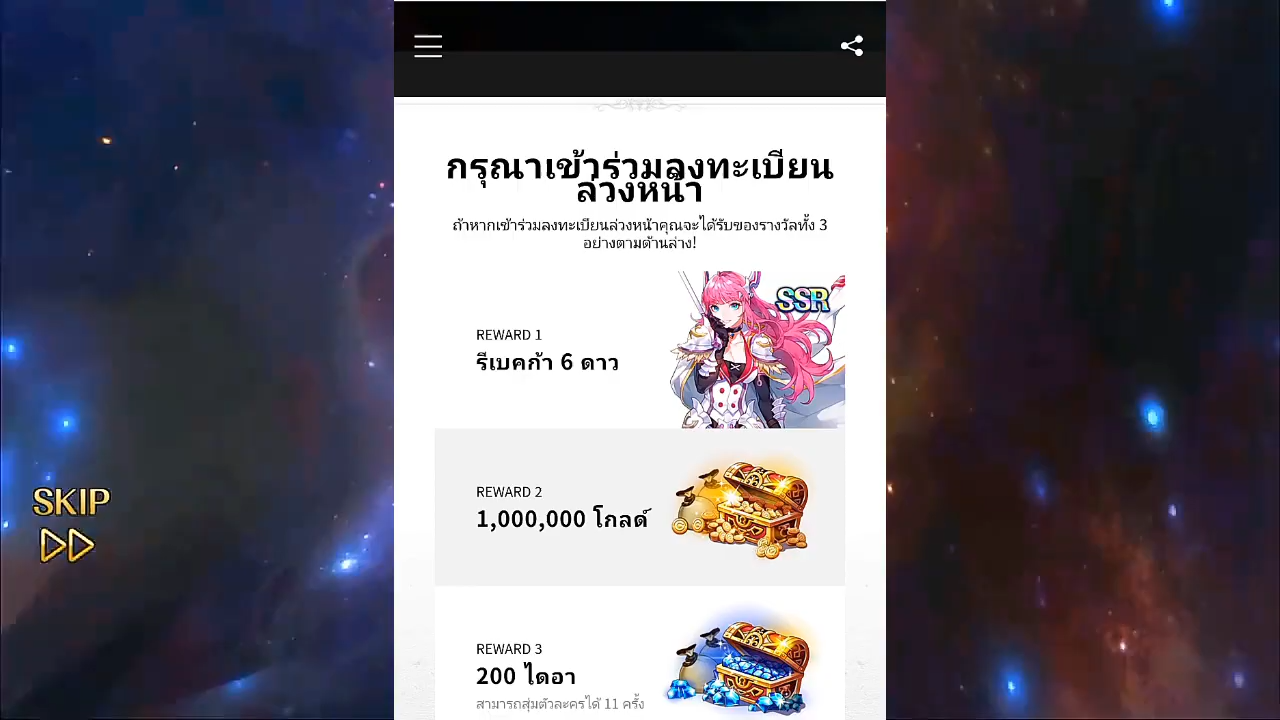 กรุณาเข้าร่วมลงทะเบียน
ล่วงหน้า
ถ้าหากเข้าร่วมลงทะเบียนล่วงหน้าคุณจะได้รับของรางวัลทั้ง 3
อย่างตามด้านล่าง!
SSR
REWARD 1
รีเบคก้า 6 ดาว
REWARD 2
1,000,000 โกลด์
SKIP
REWARD 3
200 ไดอา
สามารถสุ่มตัวละครได้ 11 ครั้ง